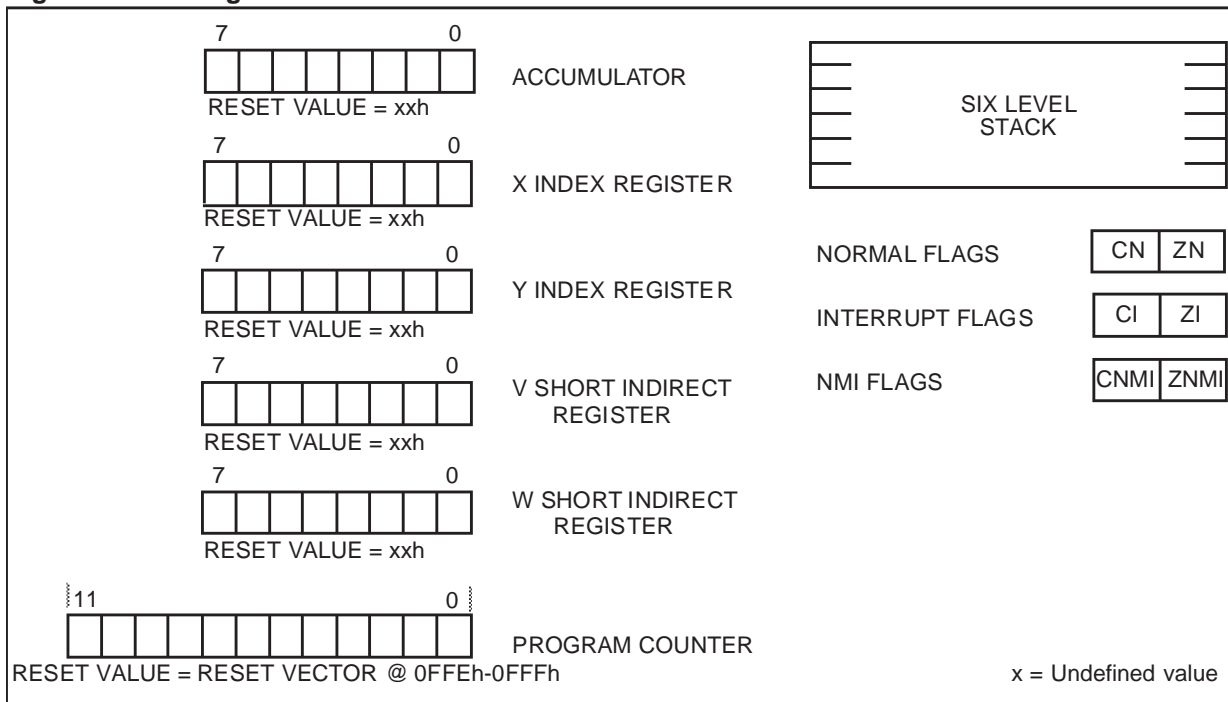 7 0
ACCUMULATOR
RESET VALUE = xxh
7 0
X INDEX REGISTER
RESET VALUE = xxh
7 0
Y INDEX REGISTER
RESET VALUE = xxh
7 0
V SHORT INDIRECT
REGISTER
RESET VALUE = xxh
7 0
W SHORT INDIRECT
REGISTER
RESET VALUE = xxh
11 0
PROGRAM COUNTER
RESET VALUE = RESET VECTOR @ 0FFEh-0FFFh
SIX LEVEL
STACK
NORMAL FLAGS CN ZN
INTERRUPT FLAGS CI ZI
NMI FLAGS CNMI ZNMI
x = Undefined value